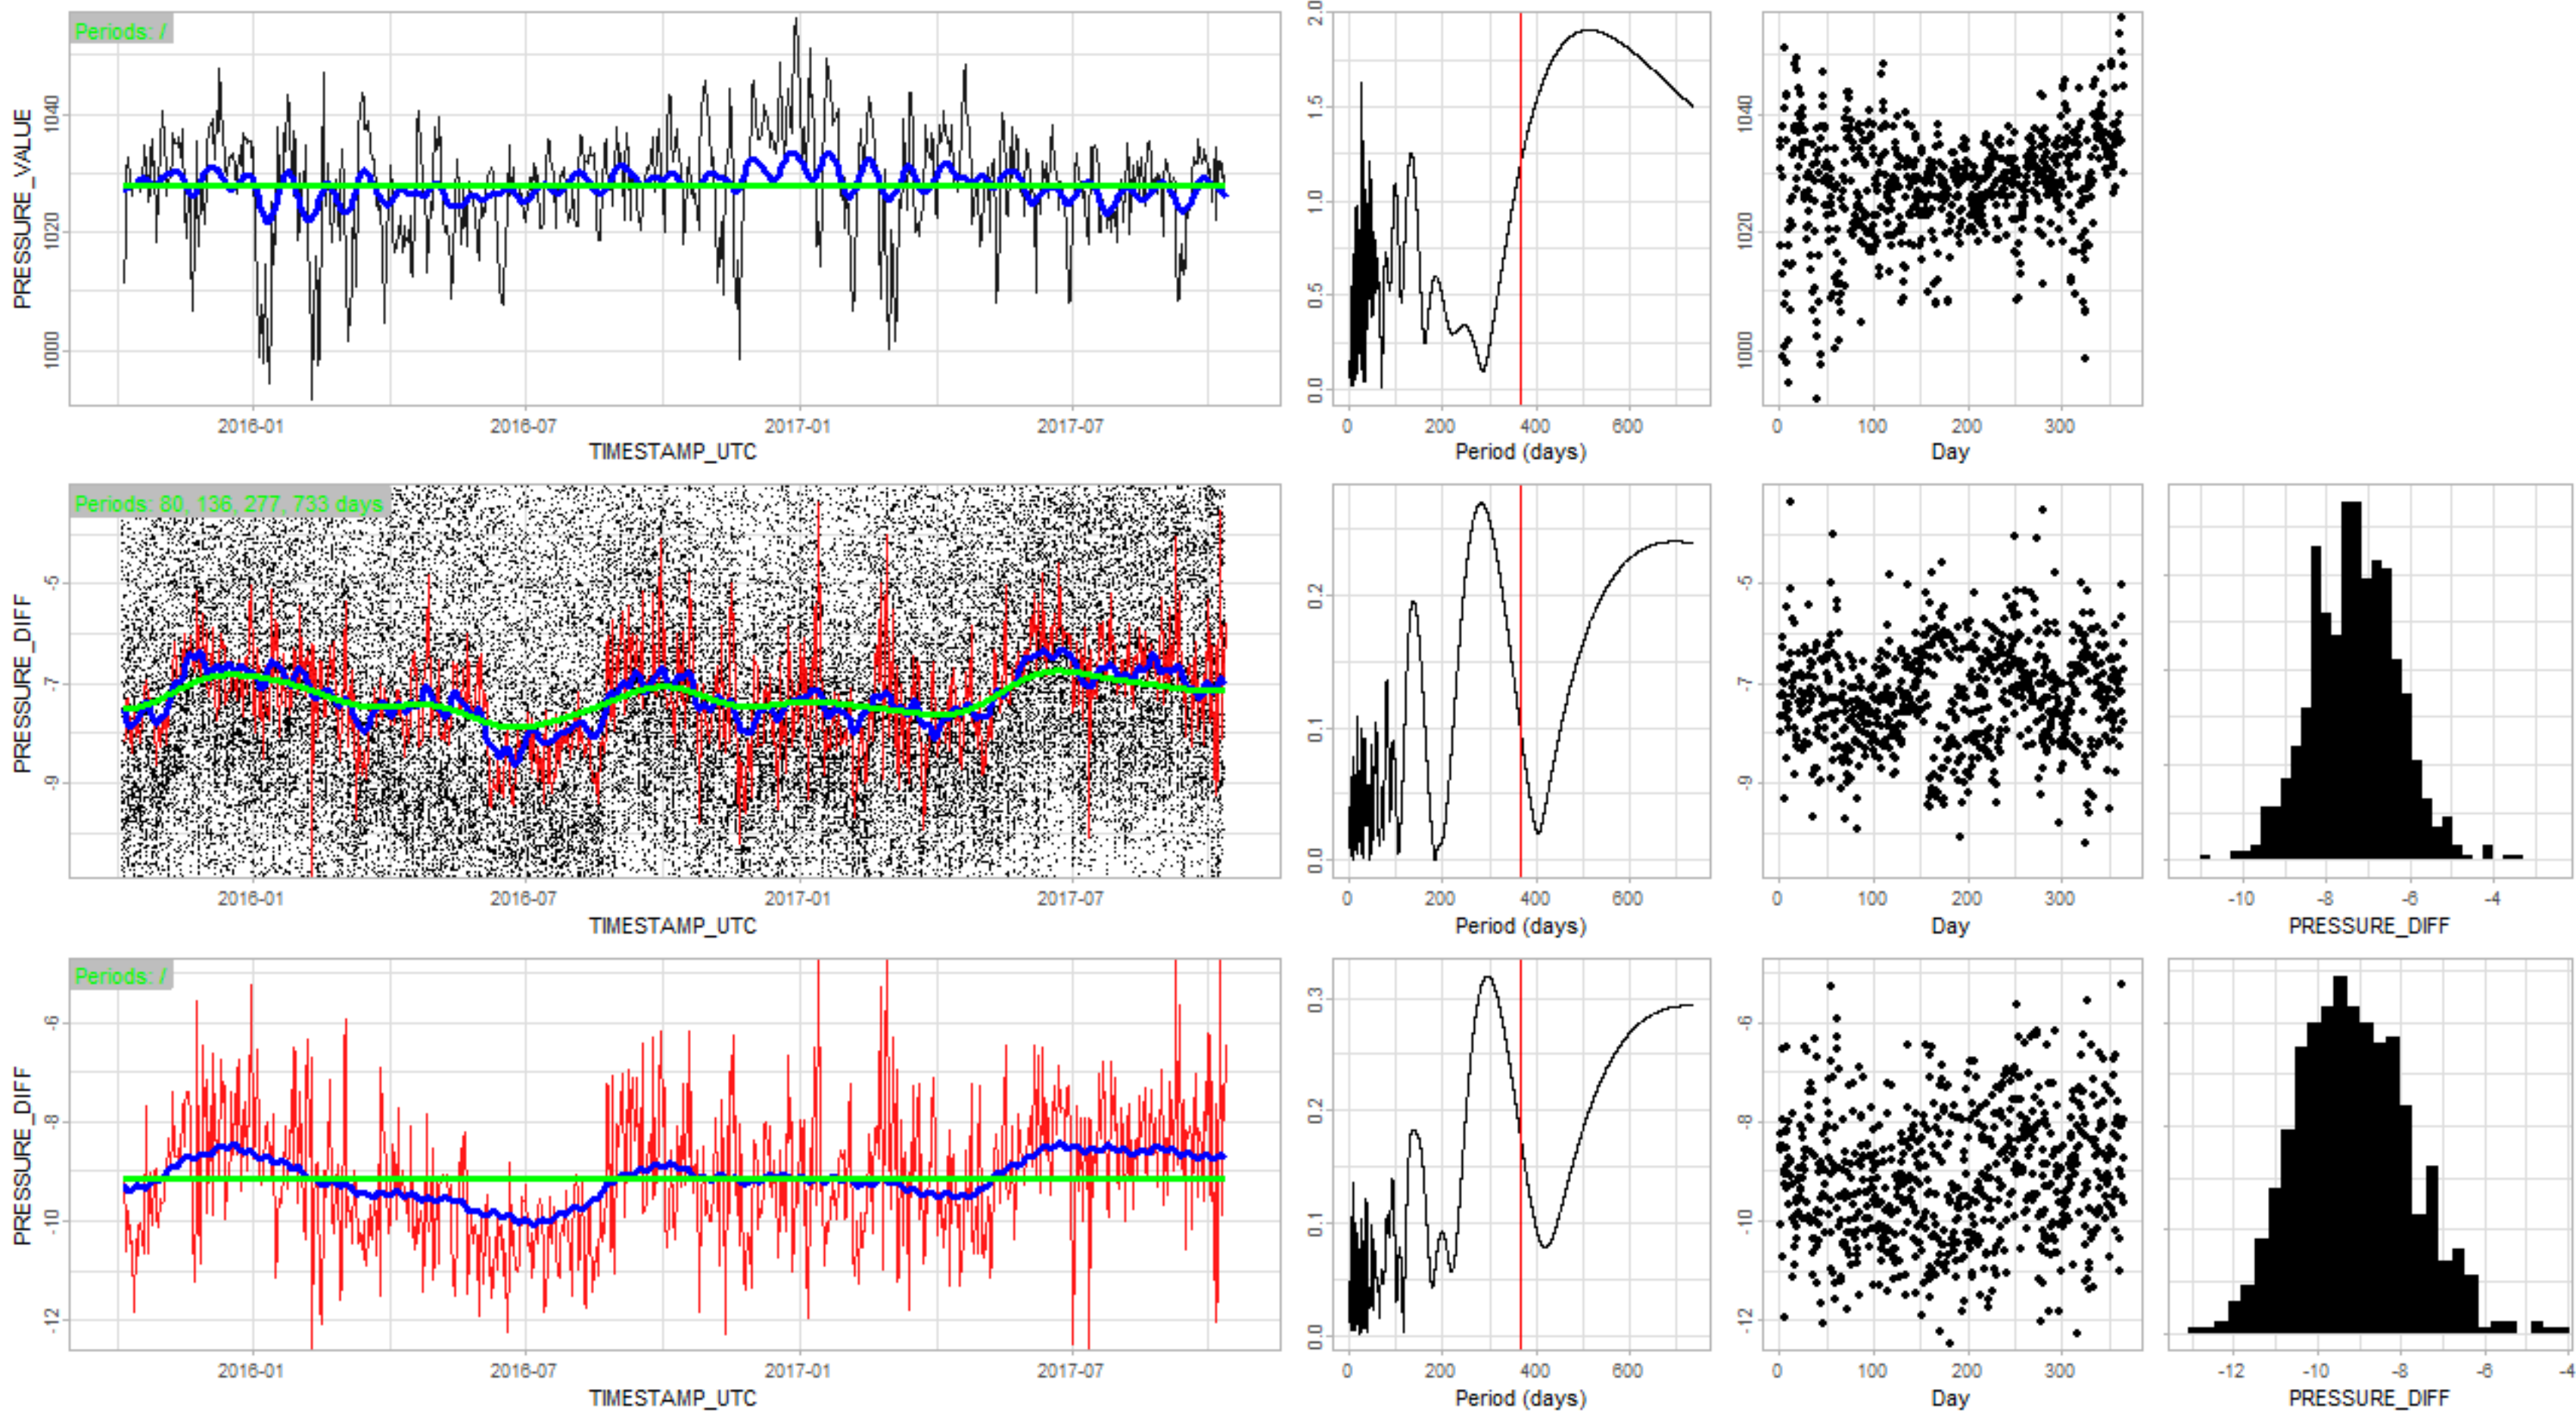 Periods: /
PRESSURE_VALUE
1000 1020 1040
2016-01 2016-07 2017-01 2017-07
TIMESTAMP_UTC
0.0 0.5 1.0 1.5 2.0
0 200 400 600
Period (days)
1000 1020 1040
0 100 200 300
Day
Periods: 80, 136, 277, 733 days
PRESSURE_DIFF
-9 -7 -5
2016-01 2016-07 2017-01 2017-07
TIMESTAMP_UTC
0.0 0.1 0.2
0 200 400 600
Period (days)
-9 -7 -5
0 100 200 300
Day
-10 -8 -6 -4
PRESSURE_DIFF
Periods: /
PRESSURE_DIFF
-12 -10 -8 -6
2016-01 2016-07 2017-01 2017-07
TIMESTAMP_UTC
0.0 0.1 0.2 0.3
0 200 400 600
Period (days)
-12 -10 -8 -6
0 100 200 300
Day
-12 -10 -8 -6 -4
PRESSURE_DIFF